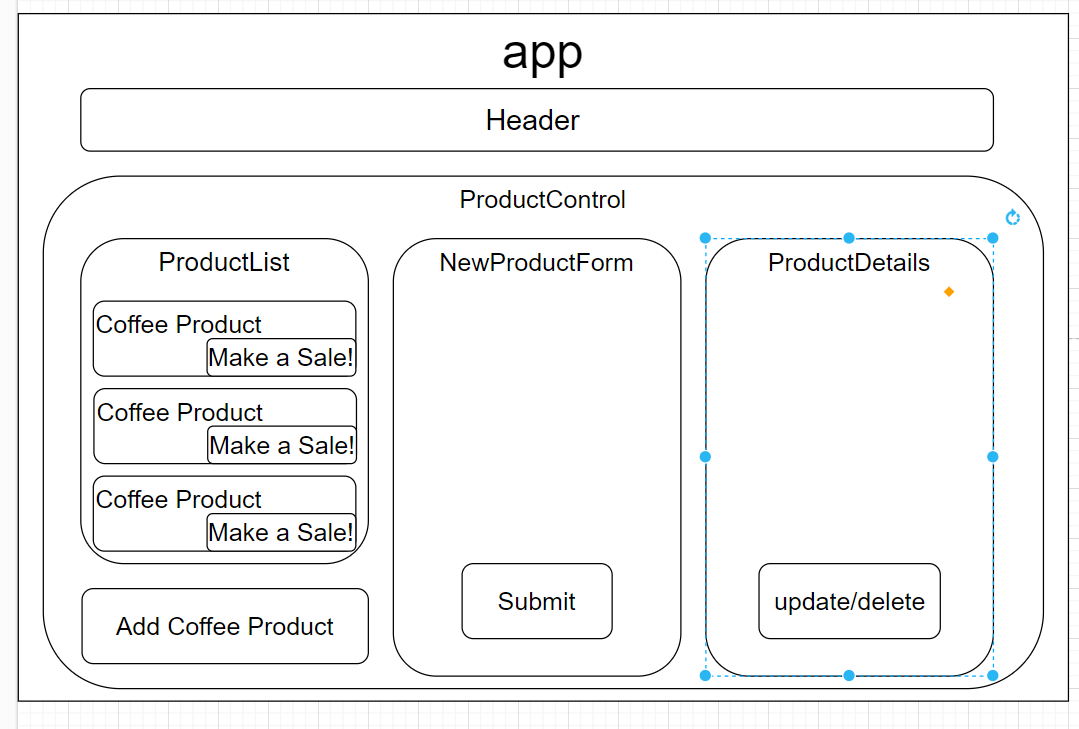 app
Header
ProductControl
ProductList
Coffee Product
Make a Sale!
Coffee Product
Make a Sale!
Coffee Product
Make a Sale!
Add Coffee Product
NewProductForm
Submit
ProductDetails
update/delete